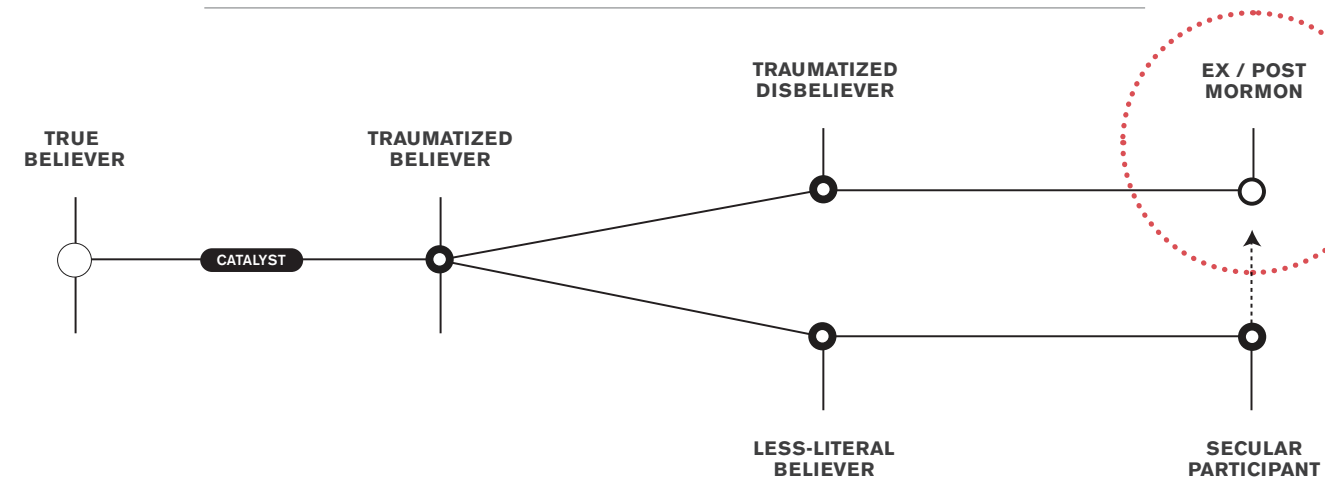 TRUE
BELIEVER
CATALYST
TRAUMATIZED
BELIEVER
TRAUMATIZED
DISBELIEVER
EX / POST
MORMON
LESS-LITERAL
BELIEVER
SECULAR
PARTICIPANT